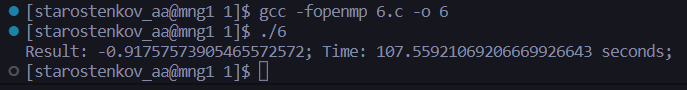 [starostenkov_aa@mng1 1]$ gcc -fopenmp 6.c -o 6
[starostenkov_aa@mng1 1]$ ./6
Result: -0.91757573905465572572; Time: 107.55921069206669926643 seconds;
[starostenkov_aa@mng1 1]$